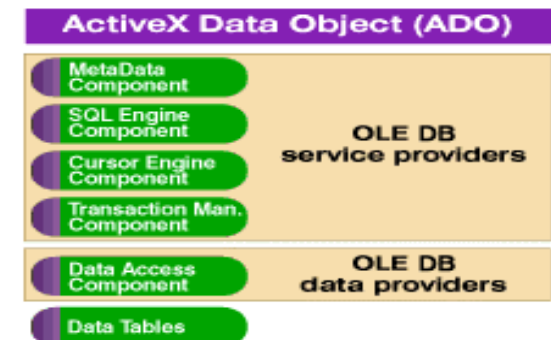 ActiveX Data Object (ADO)
MetaData
Component
SQL Engine
Component
OLE DB
service providers
Cursor Engine
Component
Transaction Man.
Component
Data Access
Component
OLE DB
data providers
Data Tables